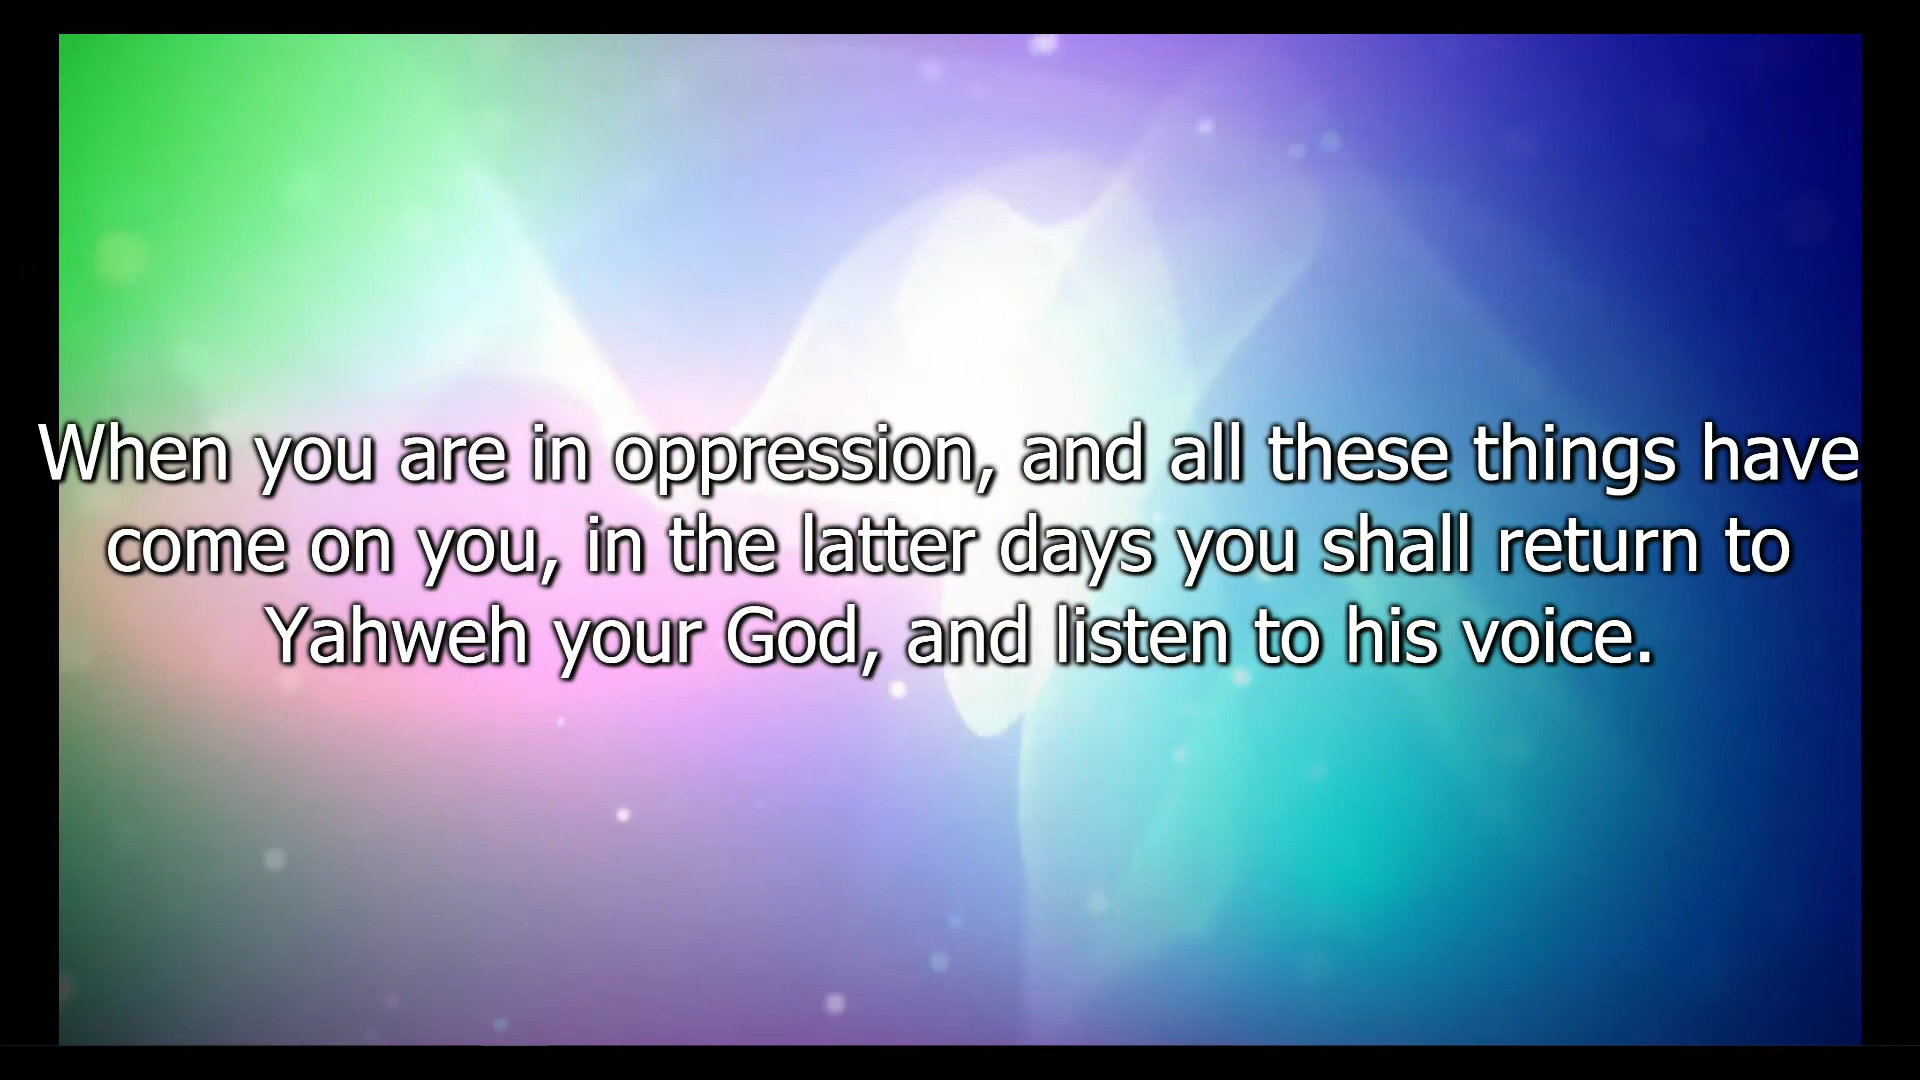 When you are in oppression, and all these things have
come on you, in the latter days you shall return to
Yahweh your God, and listen to his voice.